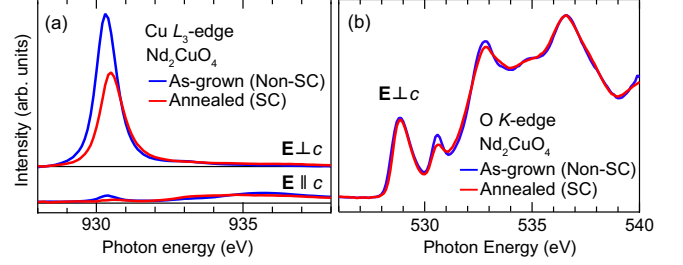 (a)
Cu L₃-edge
Nd₂CuO₄
As-grown (Non-SC)
Annealed (SC)
E⊥c
E ∥ c
Intensity (arb. units)
930
935
Photon energy (eV)
(b)
E⊥c
O K-edge
Nd₂CuO₄
As-grown (Non-SC)
Annealed (SC)
530
535
540
Photon Energy (eV)